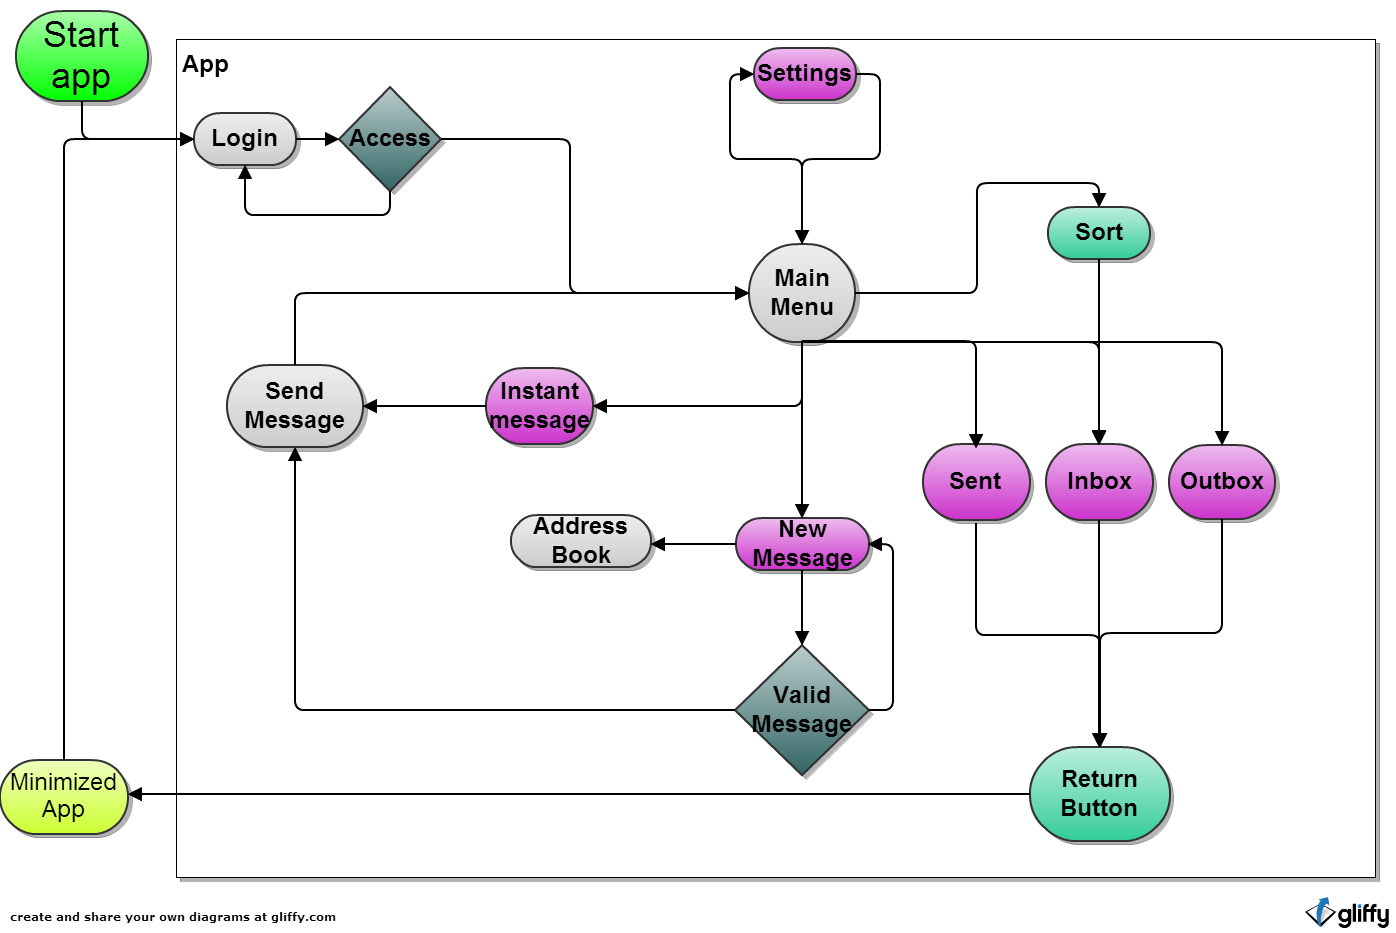 Start
app
App
Settings
Login
Access
Sort
Main
Menu
Send
Message
Instant
message
Sent
Inbox
Outbox
Address
Book
New
Message
Valid
Message
Minimized
App
Return
Button
create and share your own diagrams at gliffy.com
gliffy